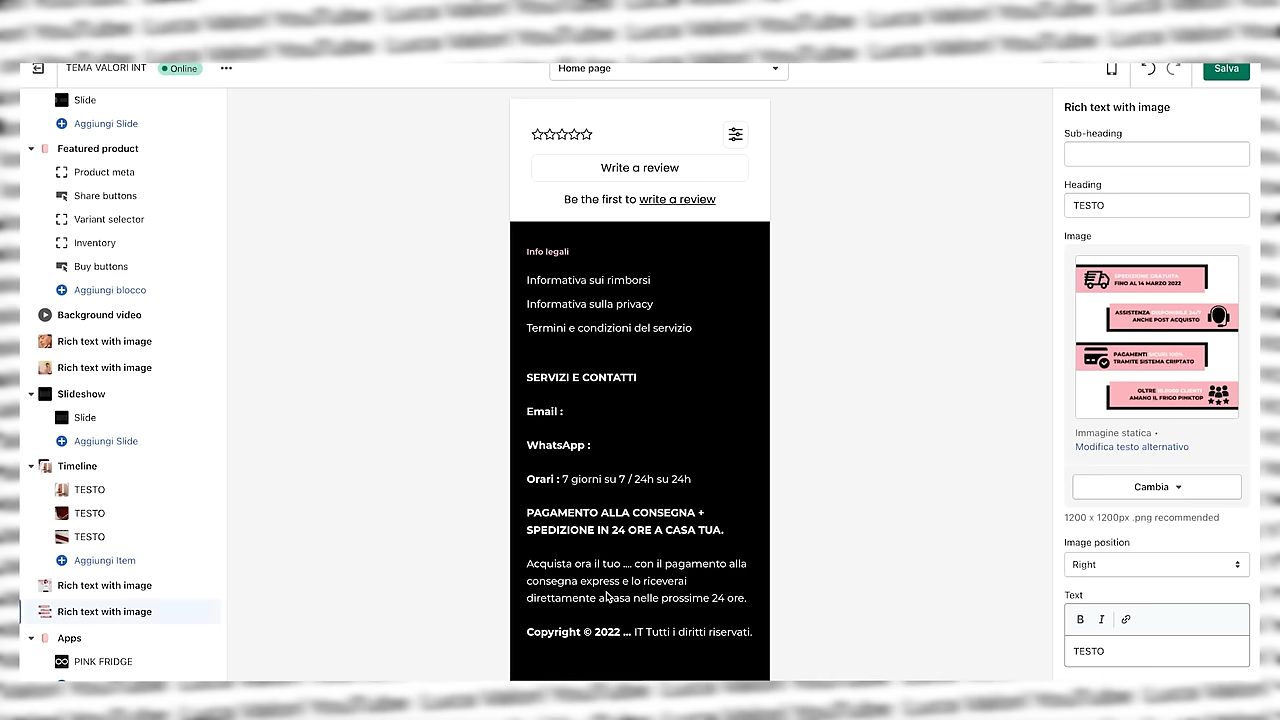 TEMA VALORI INT
Online
Home page
Salva
Slide
Aggiungi Slide
Featured product
Product meta
Share buttons
Variant selector
Inventory
Buy buttons
Aggiungi blocco
Background video
Rich text with image
Rich text with image
Slideshow
Slide
Aggiungi Slide
Timeline
TESTO
TESTO
TESTO
Aggiungi Item
Rich text with image
Rich text with image
Apps
PINK FRIDGE
Write a review
Be the first to write a review
Info legali
Informativa sui rimborsi
Informativa sulla privacy
Termini e condizioni del servizio
SERVIZI E CONTATTI
Email :
WhatsApp :
Orari : 7 giorni su 7 / 24h su 24h
PAGAMENTO ALLA CONSEGNA +
SPEDIZIONE IN 24 ORE A CASA TUA.
Acquista ora il tuo .... con il pagamento alla
consegna express e lo riceverai
direttamente a casa nelle prossime 24 ore.
Copyright © 2022 ... IT Tutti i diritti riservati.
Rich text with image
Sub-heading
Heading
TESTO
Image
SPEDIZIONE GRATUITA
FINO AL 14 MARZO 2022
ASSISTENZA DISPONIBILE 24/7
ANCHE POST ACQUISTO
PAGAMENTI SICURI 100%
TRAMITE SISTEMA CRIPTATO
OLTRE CLIENTI
AMANO IL FRIGO PINKTOP
Immagine statica •
Modifica testo alternativo
Cambia
1200 x 1200px .png recommended
Image position
Right
Text
B I
TESTO